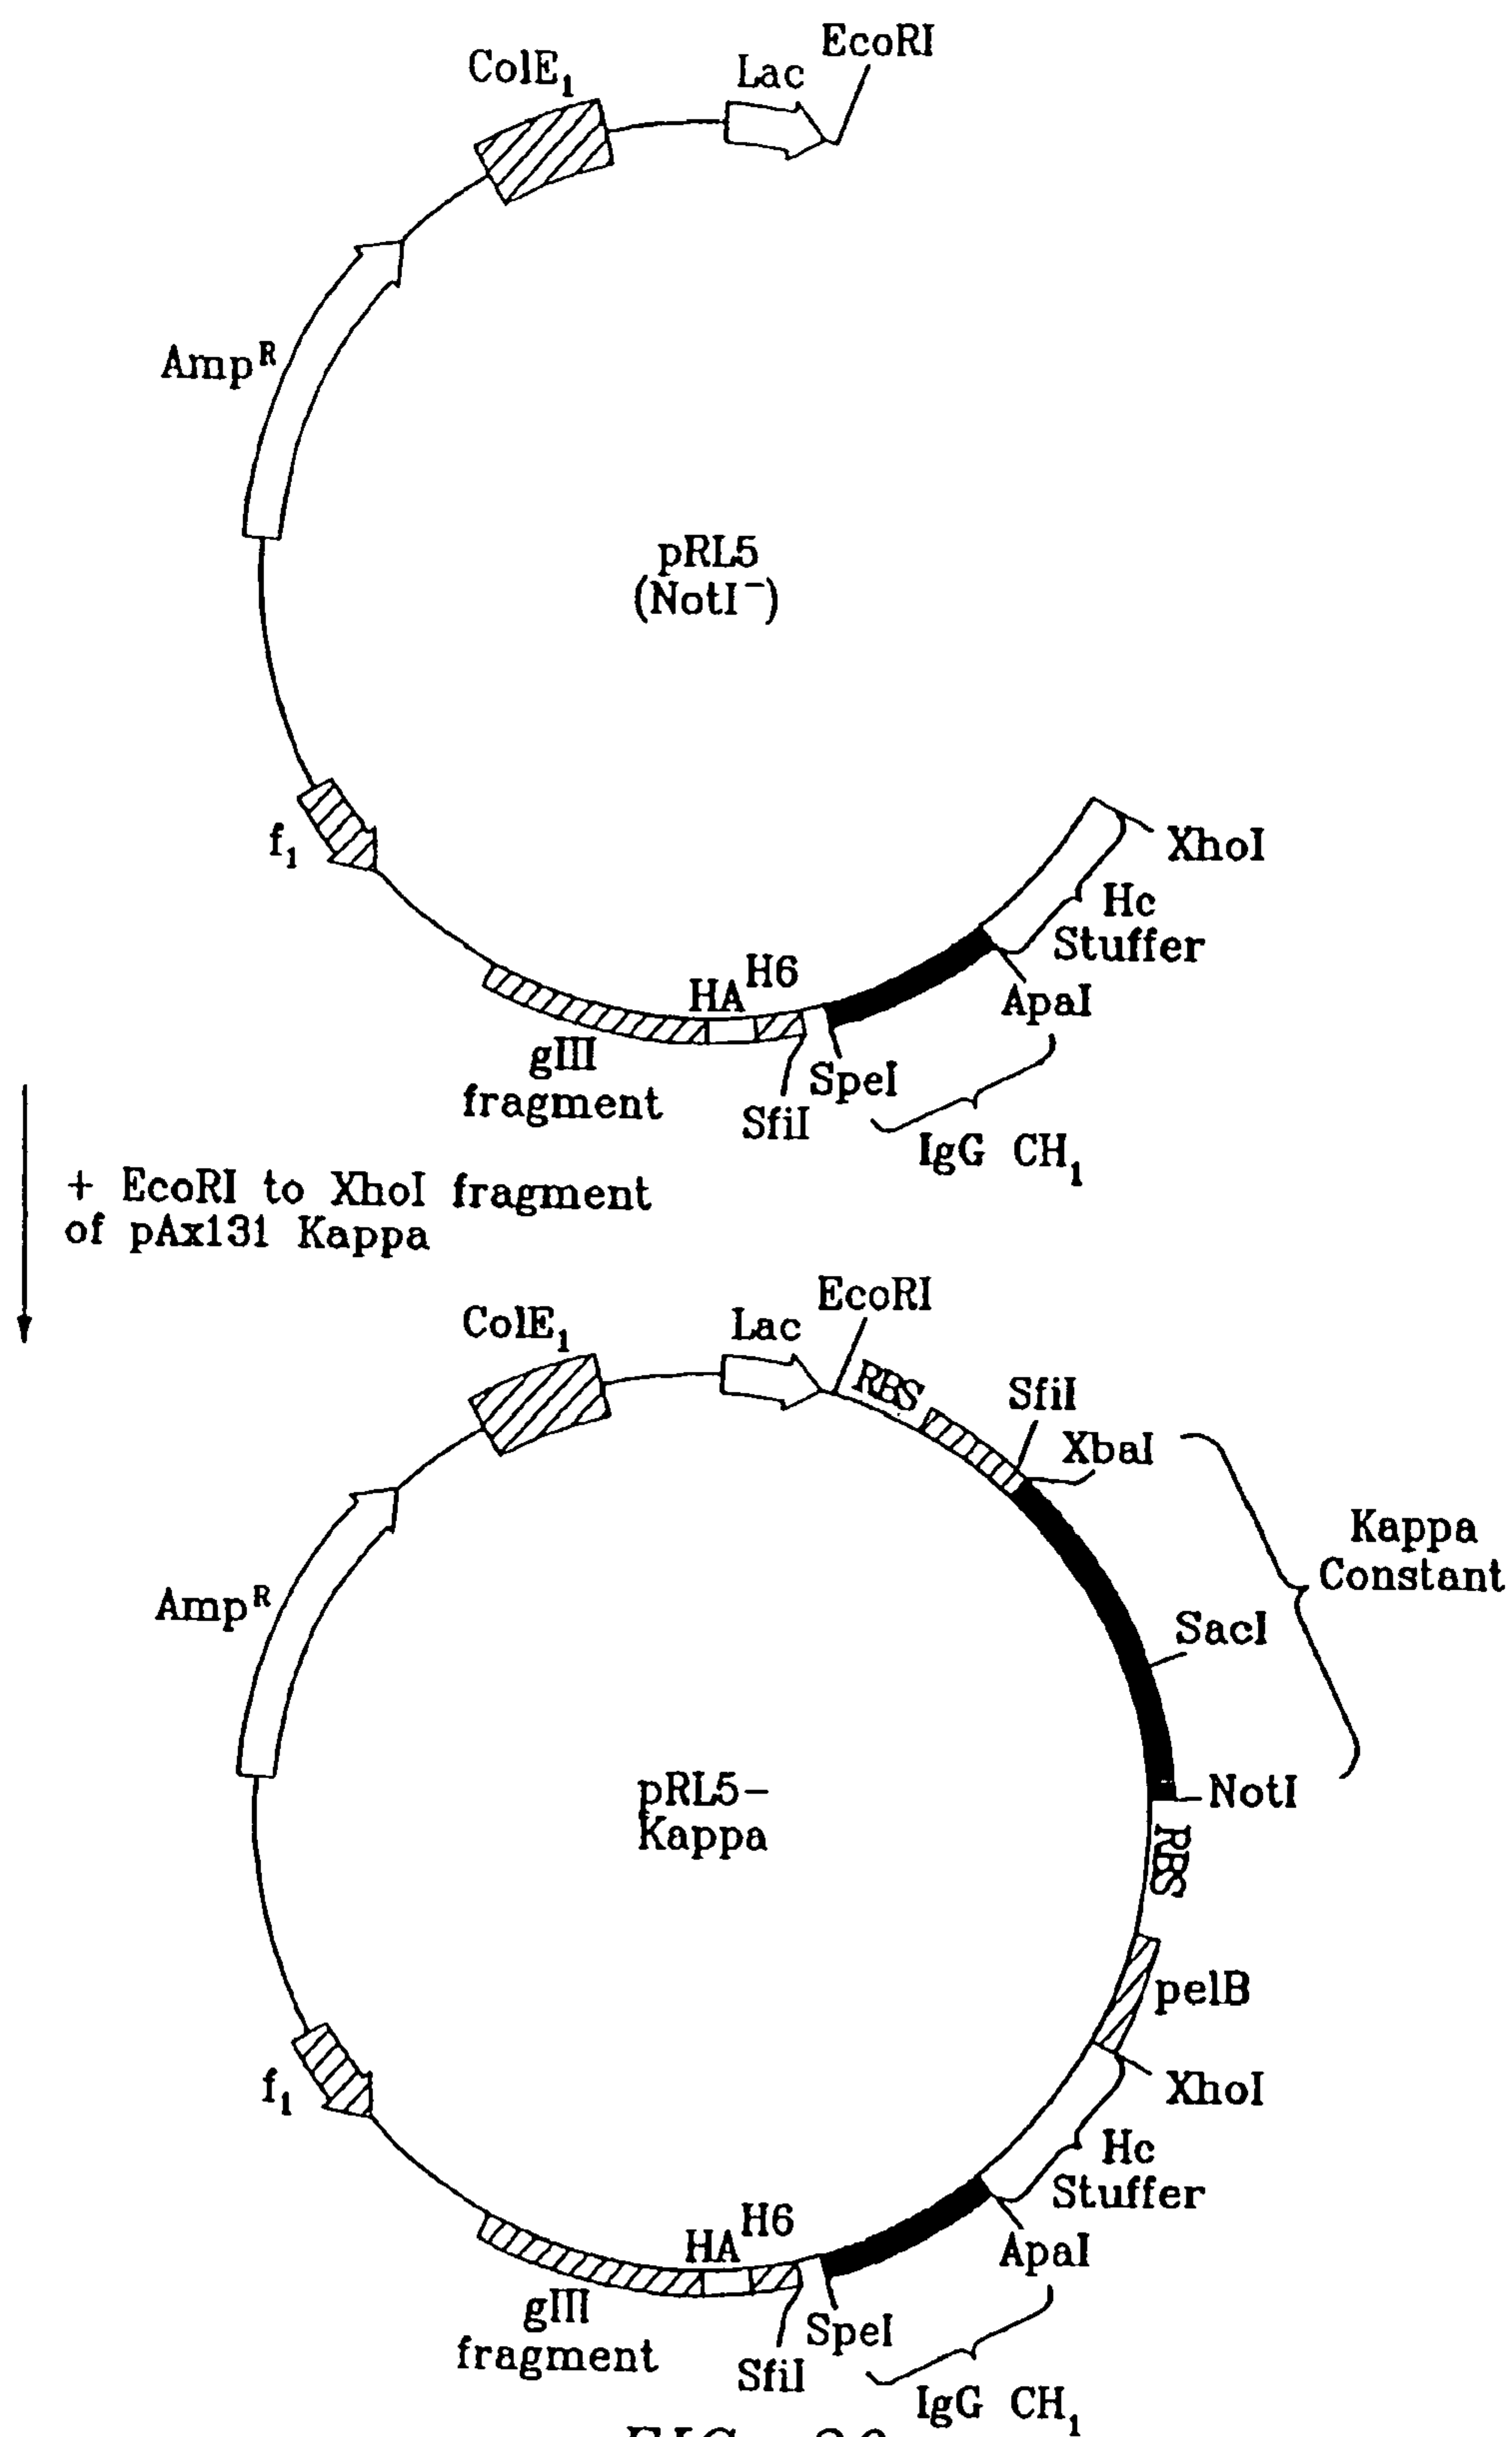 EcoRI
ColE1
Lac
AmpR
pRL5
(NotI-)
f1
XhoI
Hc
Stuffer
ApaI
H6
HA
gIII
fragment
SpeI
SfiI
IgG CH1
+ EcoRI to XhoI fragment
of pAx131 Kappa
EcoRI
ColE1
Lac
RBS
SfiI
XbaI
Kappa
Constant
AmpR
SacI
pRL5-
Kappa
NotI
RBS
pelB
XhoI
f1
Hc
Stuffer
ApaI
H6
HA
gIII
fragment
SpeI
SfiI
IgG CH1